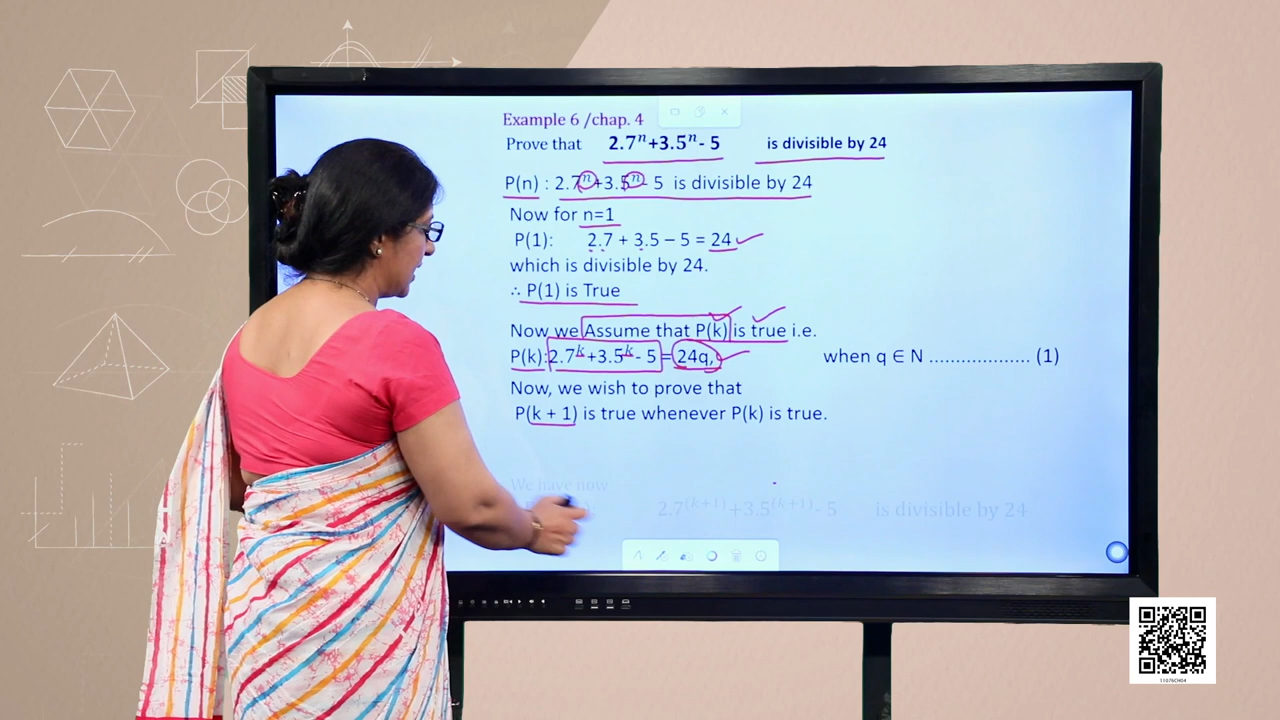 Example 6 /chap. 4
Prove that 2.7ⁿ+3.5ⁿ- 5 is divisible by 24
P(n) : 2.7ⁿ+3.5ⁿ- 5 is divisible by 24
Now for n=1
P(1): 2.7 + 3.5 – 5 = 24
which is divisible by 24.
∴ P(1) is True
Now we Assume that P(k) is true i.e.
P(k):2.7ᵏ+3.5ᵏ- 5 = 24q, when q ∈ N ................... (1)
Now, we wish to prove that
P(k + 1) is true whenever P(k) is true.
We have now
2.7⁽ᵏ⁺¹⁾+3.5⁽ᵏ⁺¹⁾- 5 is divisible by 24
11076CH04